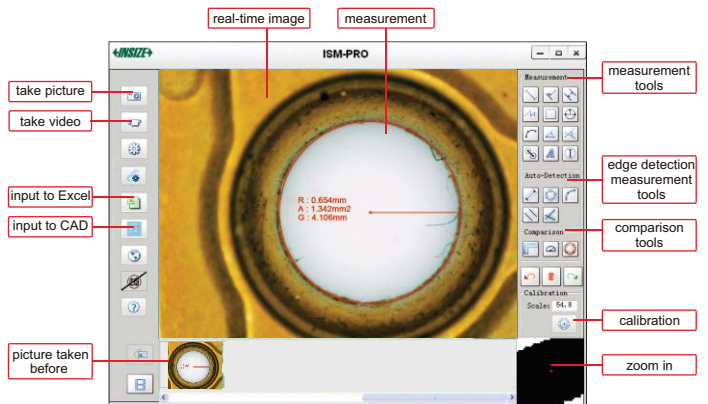 real-time image
measurement
INSIZE
ISM-PRO
take picture
take video
input to Excel
input to CAD
picture taken
before
R : 0.654mm
A : 1.342mm2
G : 4.106mm
Measurement
measurement
tools
Auto-Detection
edge detection
measurement
tools
Comparizon
comparison
tools
Calibration
Scale: 54.8
calibration
zoom in